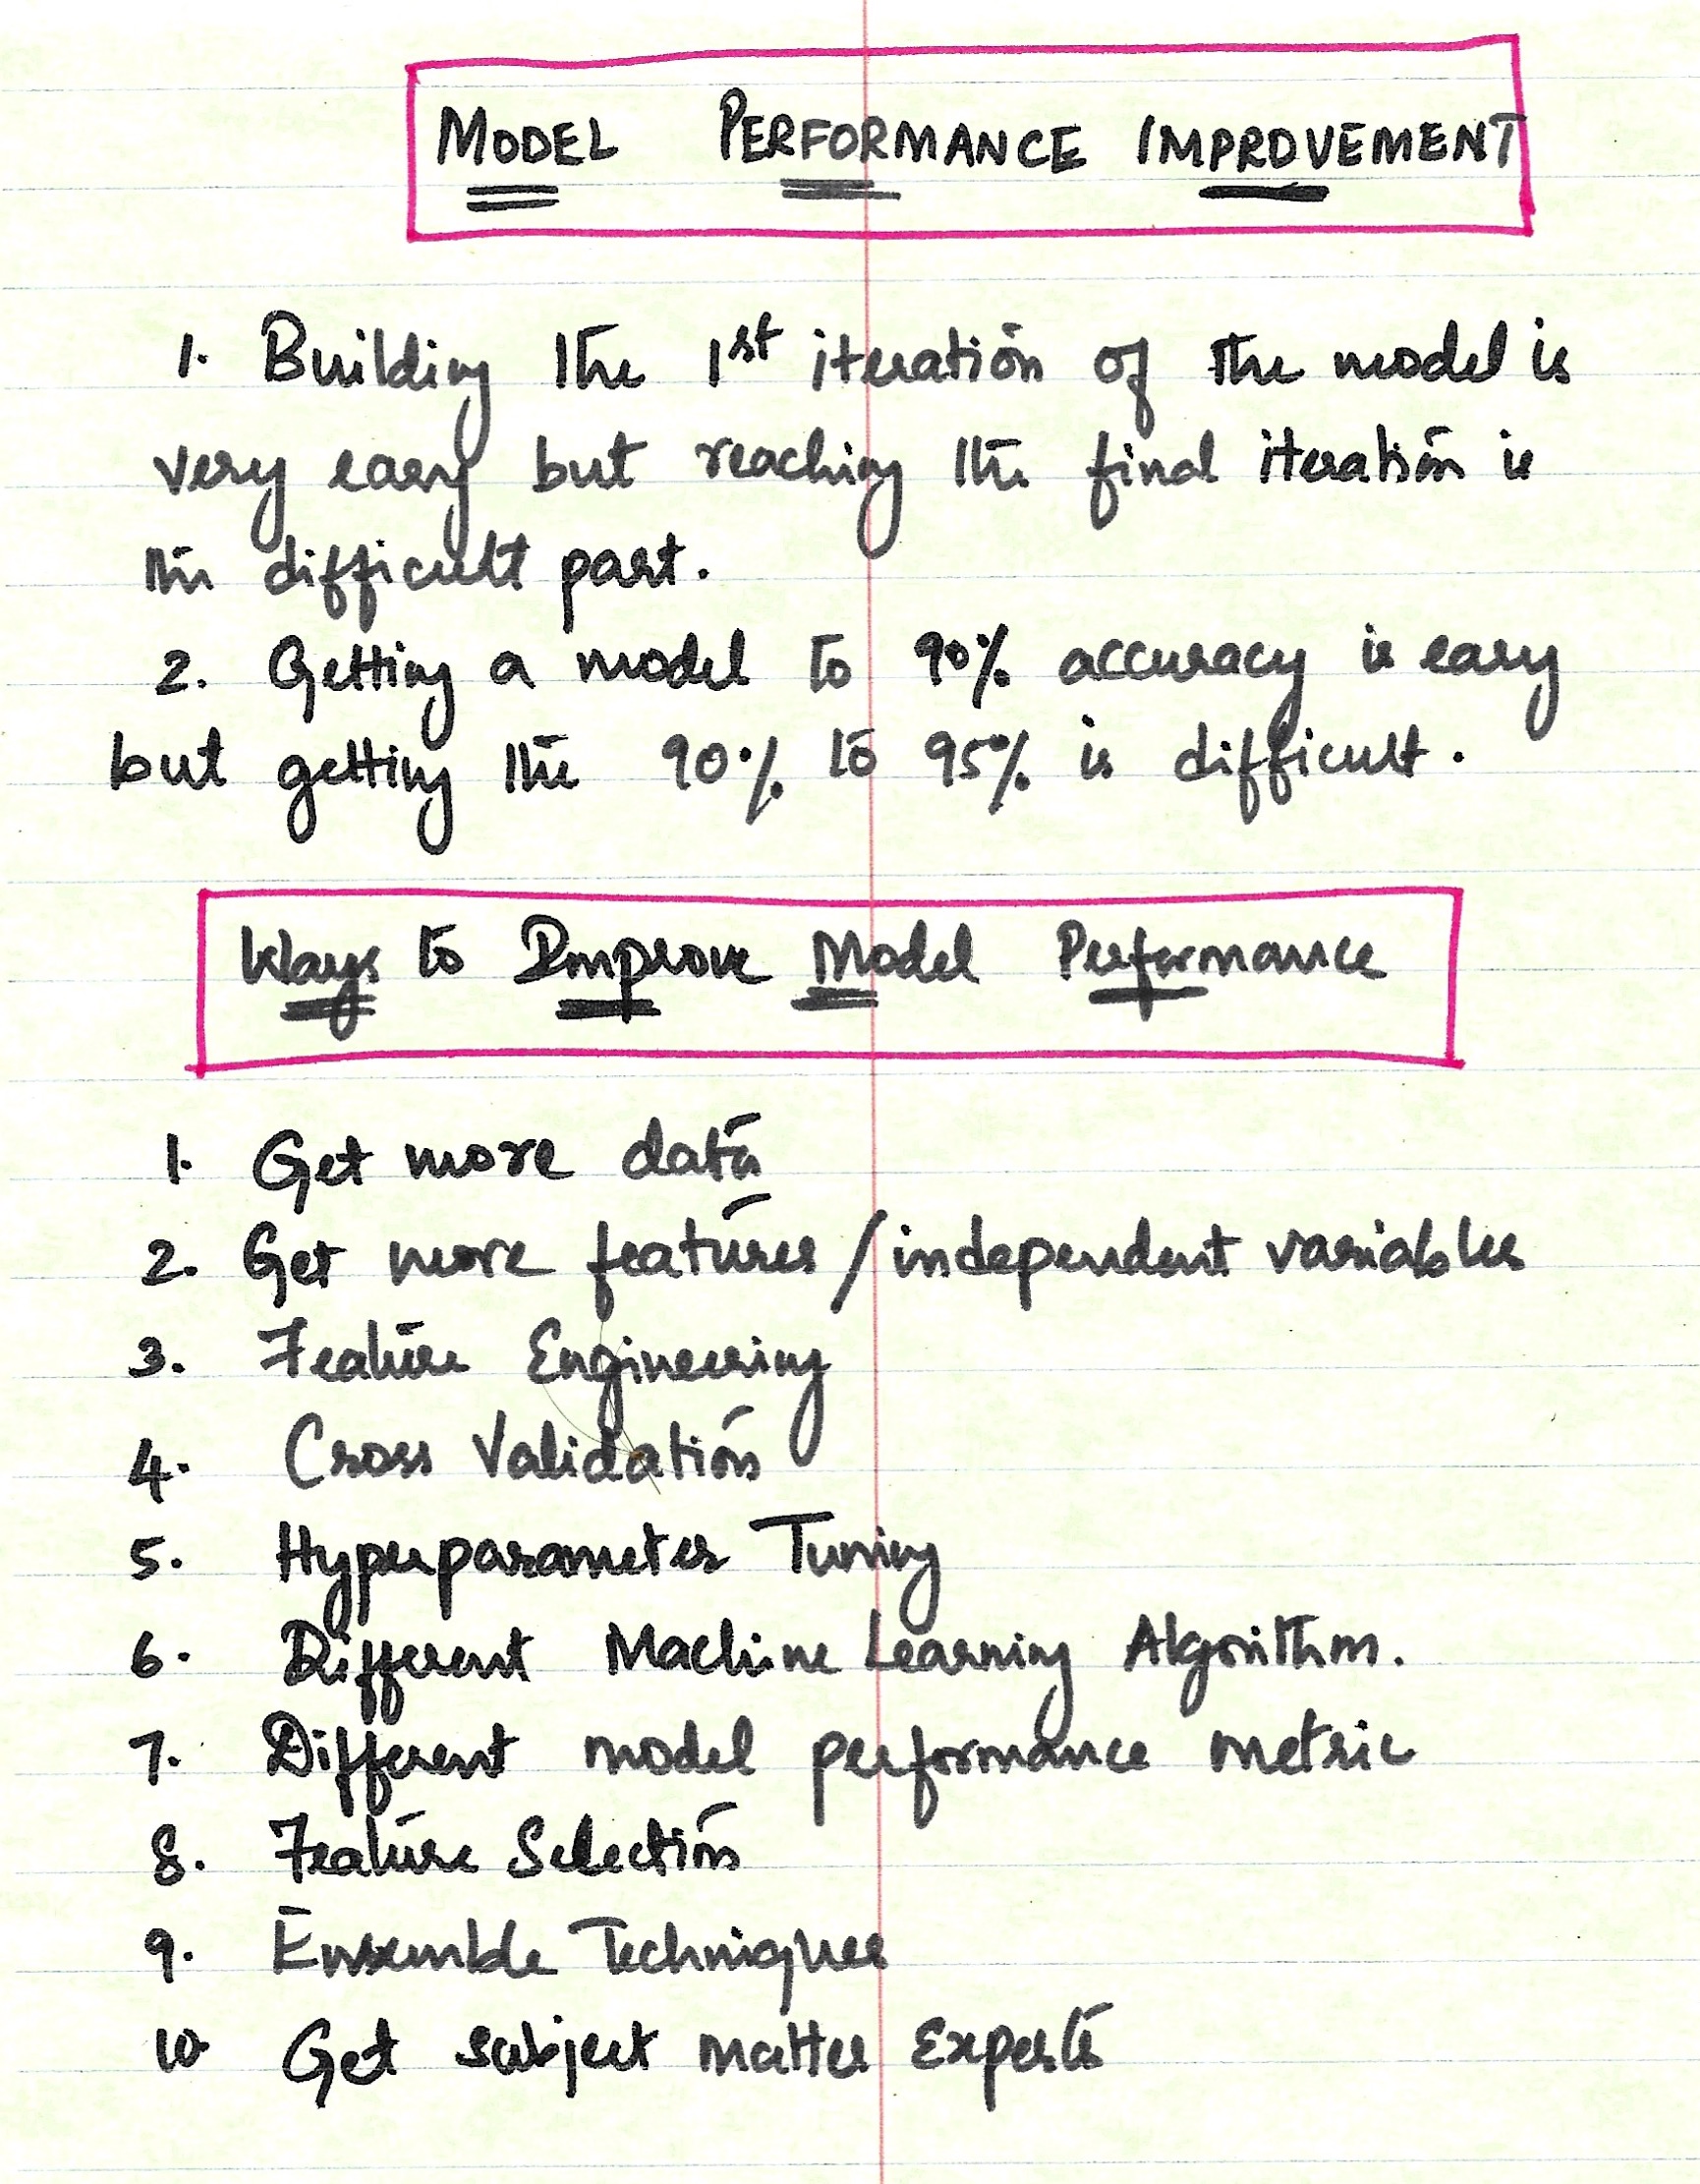 MODEL PERFORMANCE IMPROVEMENT
1. Building the 1st iteration of the model is
very easy but reaching the final iteration is
the difficult part.
2. Getting a model to 90% accuracy is easy
but getting the 90% to 95% is difficult.
Ways to Improve Model Performance
1. Get more data
2. Get more features / independent variables
3. Feature Engineering
4. Cross Validation
5. Hyperparameter Tuning
6. Different Machine Learning Algorithm.
7. Different model performance metric
8. Feature Selection
9. Ensemble Techniques
10 Get subject matter Experts